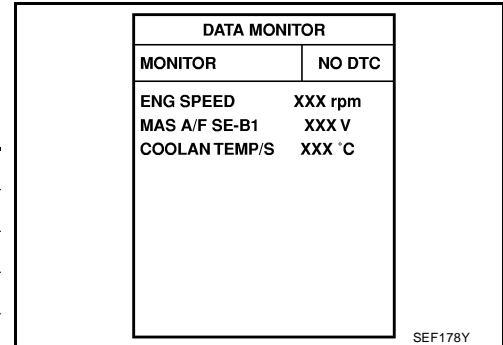 DATA MONITOR
MONITOR NO DTC
ENG SPEED XXX rpm
MAS A/F SE-B1 XXX V
COOLAN TEMP/S XXX °C
SEF178Y